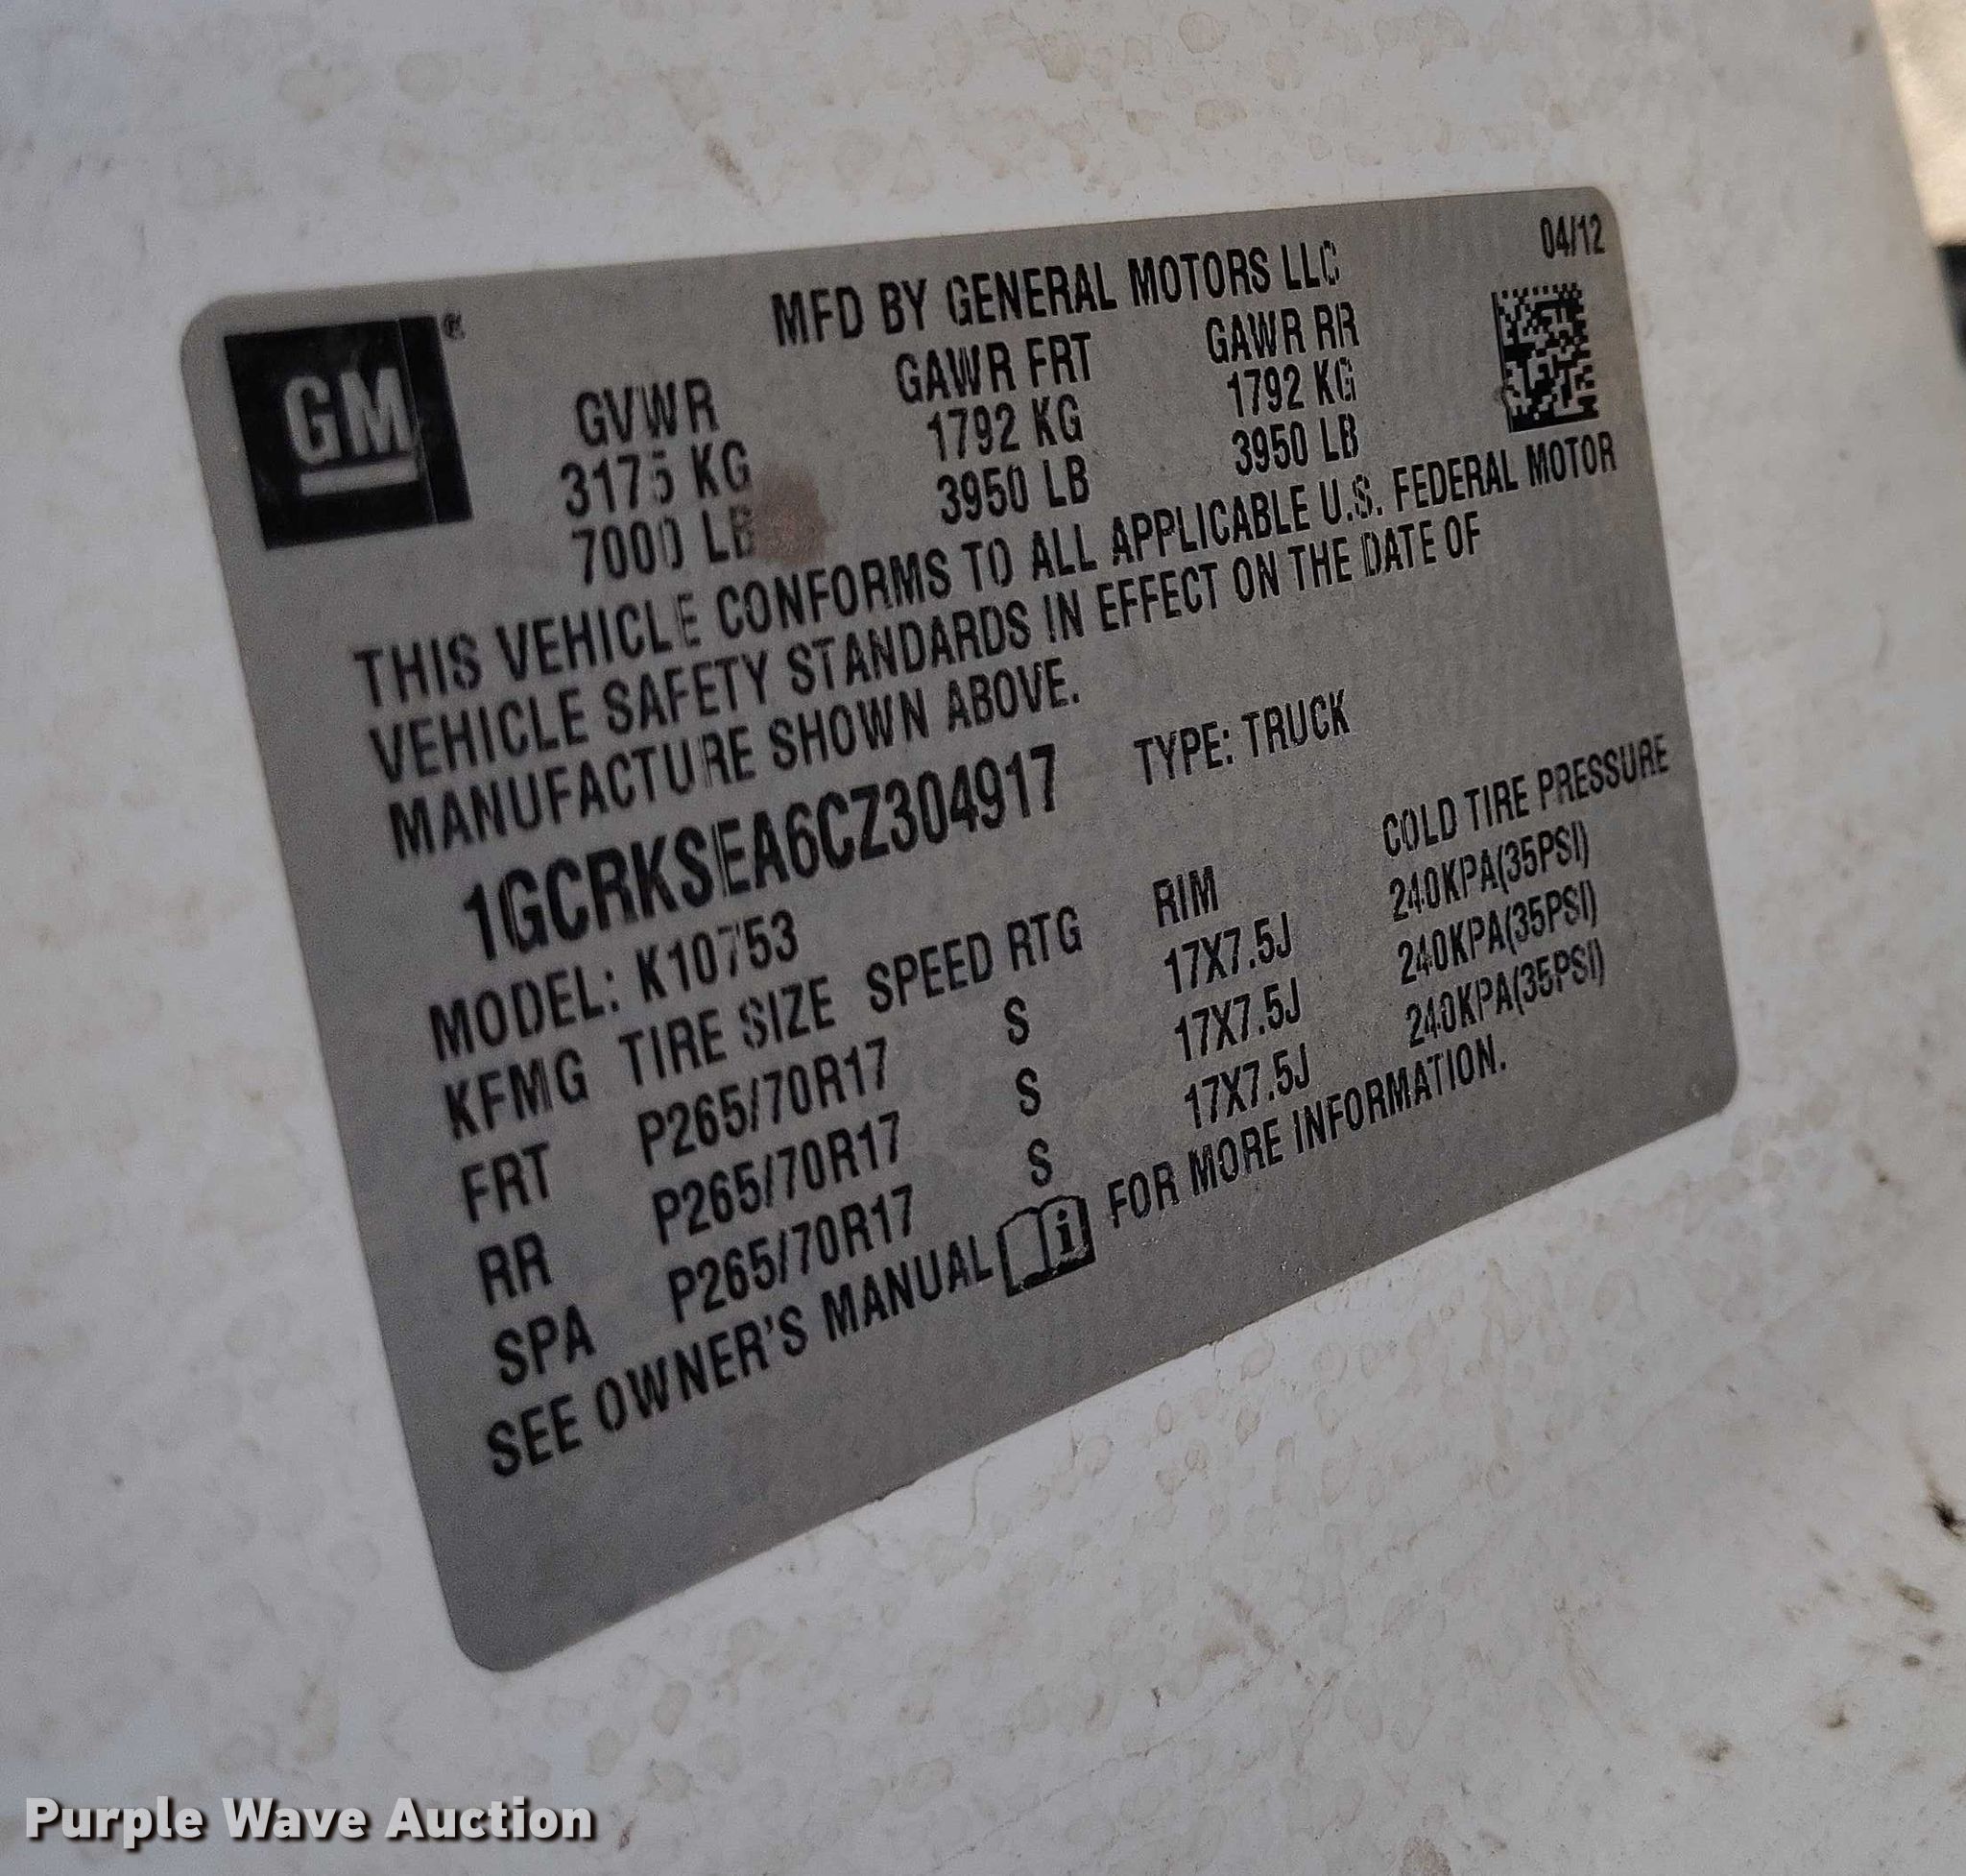 04/12
GM®
MFD BY GENERAL MOTORS LLC
GVWR GAWR FRT GAWR RR
3175 KG 1792 KG 1792 KG
7000 LB 3950 LB 3950 LB
THIS VEHICLE CONFORMS TO ALL APPLICABLE U.S. FEDERAL MOTOR
VEHICLE SAFETY STANDARDS IN EFFECT ON THE DATE OF
MANUFACTURE SHOWN ABOVE.
1GCRKSEA6CZ304917 TYPE: TRUCK
MODEL: K10753
KFMG TIRE SIZE SPEED RTG RIM COLD TIRE PRESSURE
FRT P265/70R17 S 17X7.5J 240KPA(35PSI)
RR P265/70R17 S 17X7.5J 240KPA(35PSI)
SPA P265/70R17 S 17X7.5J 240KPA(35PSI)
SEE OWNER'S MANUAL i FOR MORE INFORMATION.
Purple Wave Auction